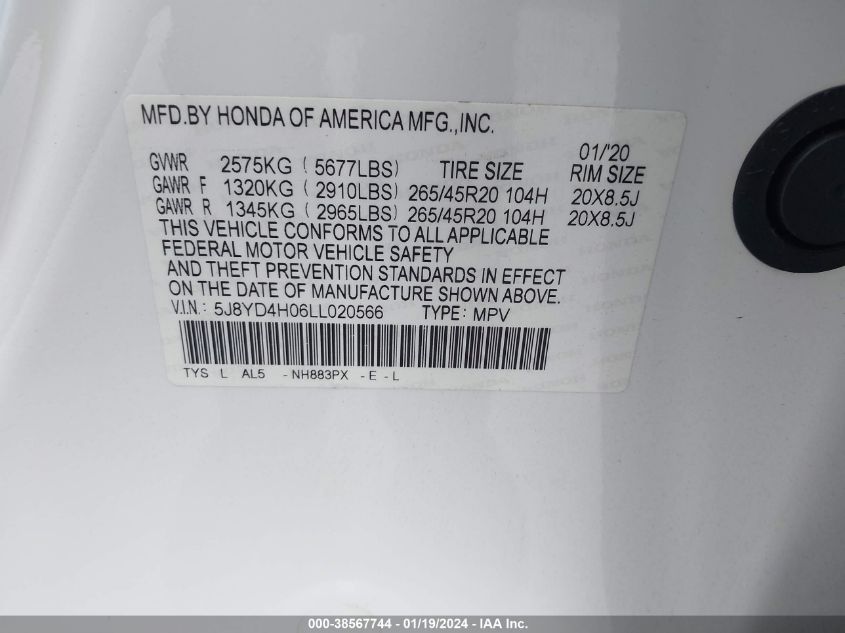 MFD.BY HONDA OF AMERICA MFG.,INC.
01/'20
GVWR 2575KG ( 5677LBS) TIRE SIZE RIM SIZE
GAWR F 1320KG ( 2910LBS) 265/45R20 104H 20X8.5J
GAWR R 1345KG ( 2965LBS) 265/45R20 104H 20X8.5J
THIS VEHICLE CONFORMS TO ALL APPLICABLE
FEDERAL MOTOR VEHICLE SAFETY
AND THEFT PREVENTION STANDARDS IN EFFECT
ON THE DATE OF MANUFACTURE SHOWN ABOVE.
V.I.N.: 5J8YD4H06LL020566 TYPE: MPV
TYS L AL5 - NH883PX - E - L
000-38567744 - 01/19/2024 - IAA Inc.